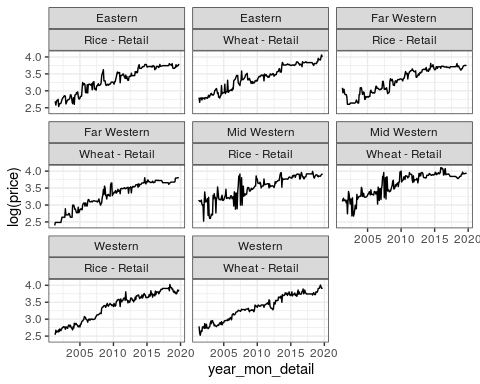 Eastern Eastern Far Western
Rice - Retail Wheat - Retail Rice - Retail
4.0
3.5
3.0
2.5
Far Western Mid Western Mid Western
Wheat - Retail Rice - Retail Wheat - Retail
4.0
3.5
3.0
2.5
log(price)
2005 2010 2015 2020
Western Western
Rice - Retail Wheat - Retail
4.0
3.5
3.0
2.5
2005 2010 2015 2020 2005 2010 2015 2020
year_mon_detail